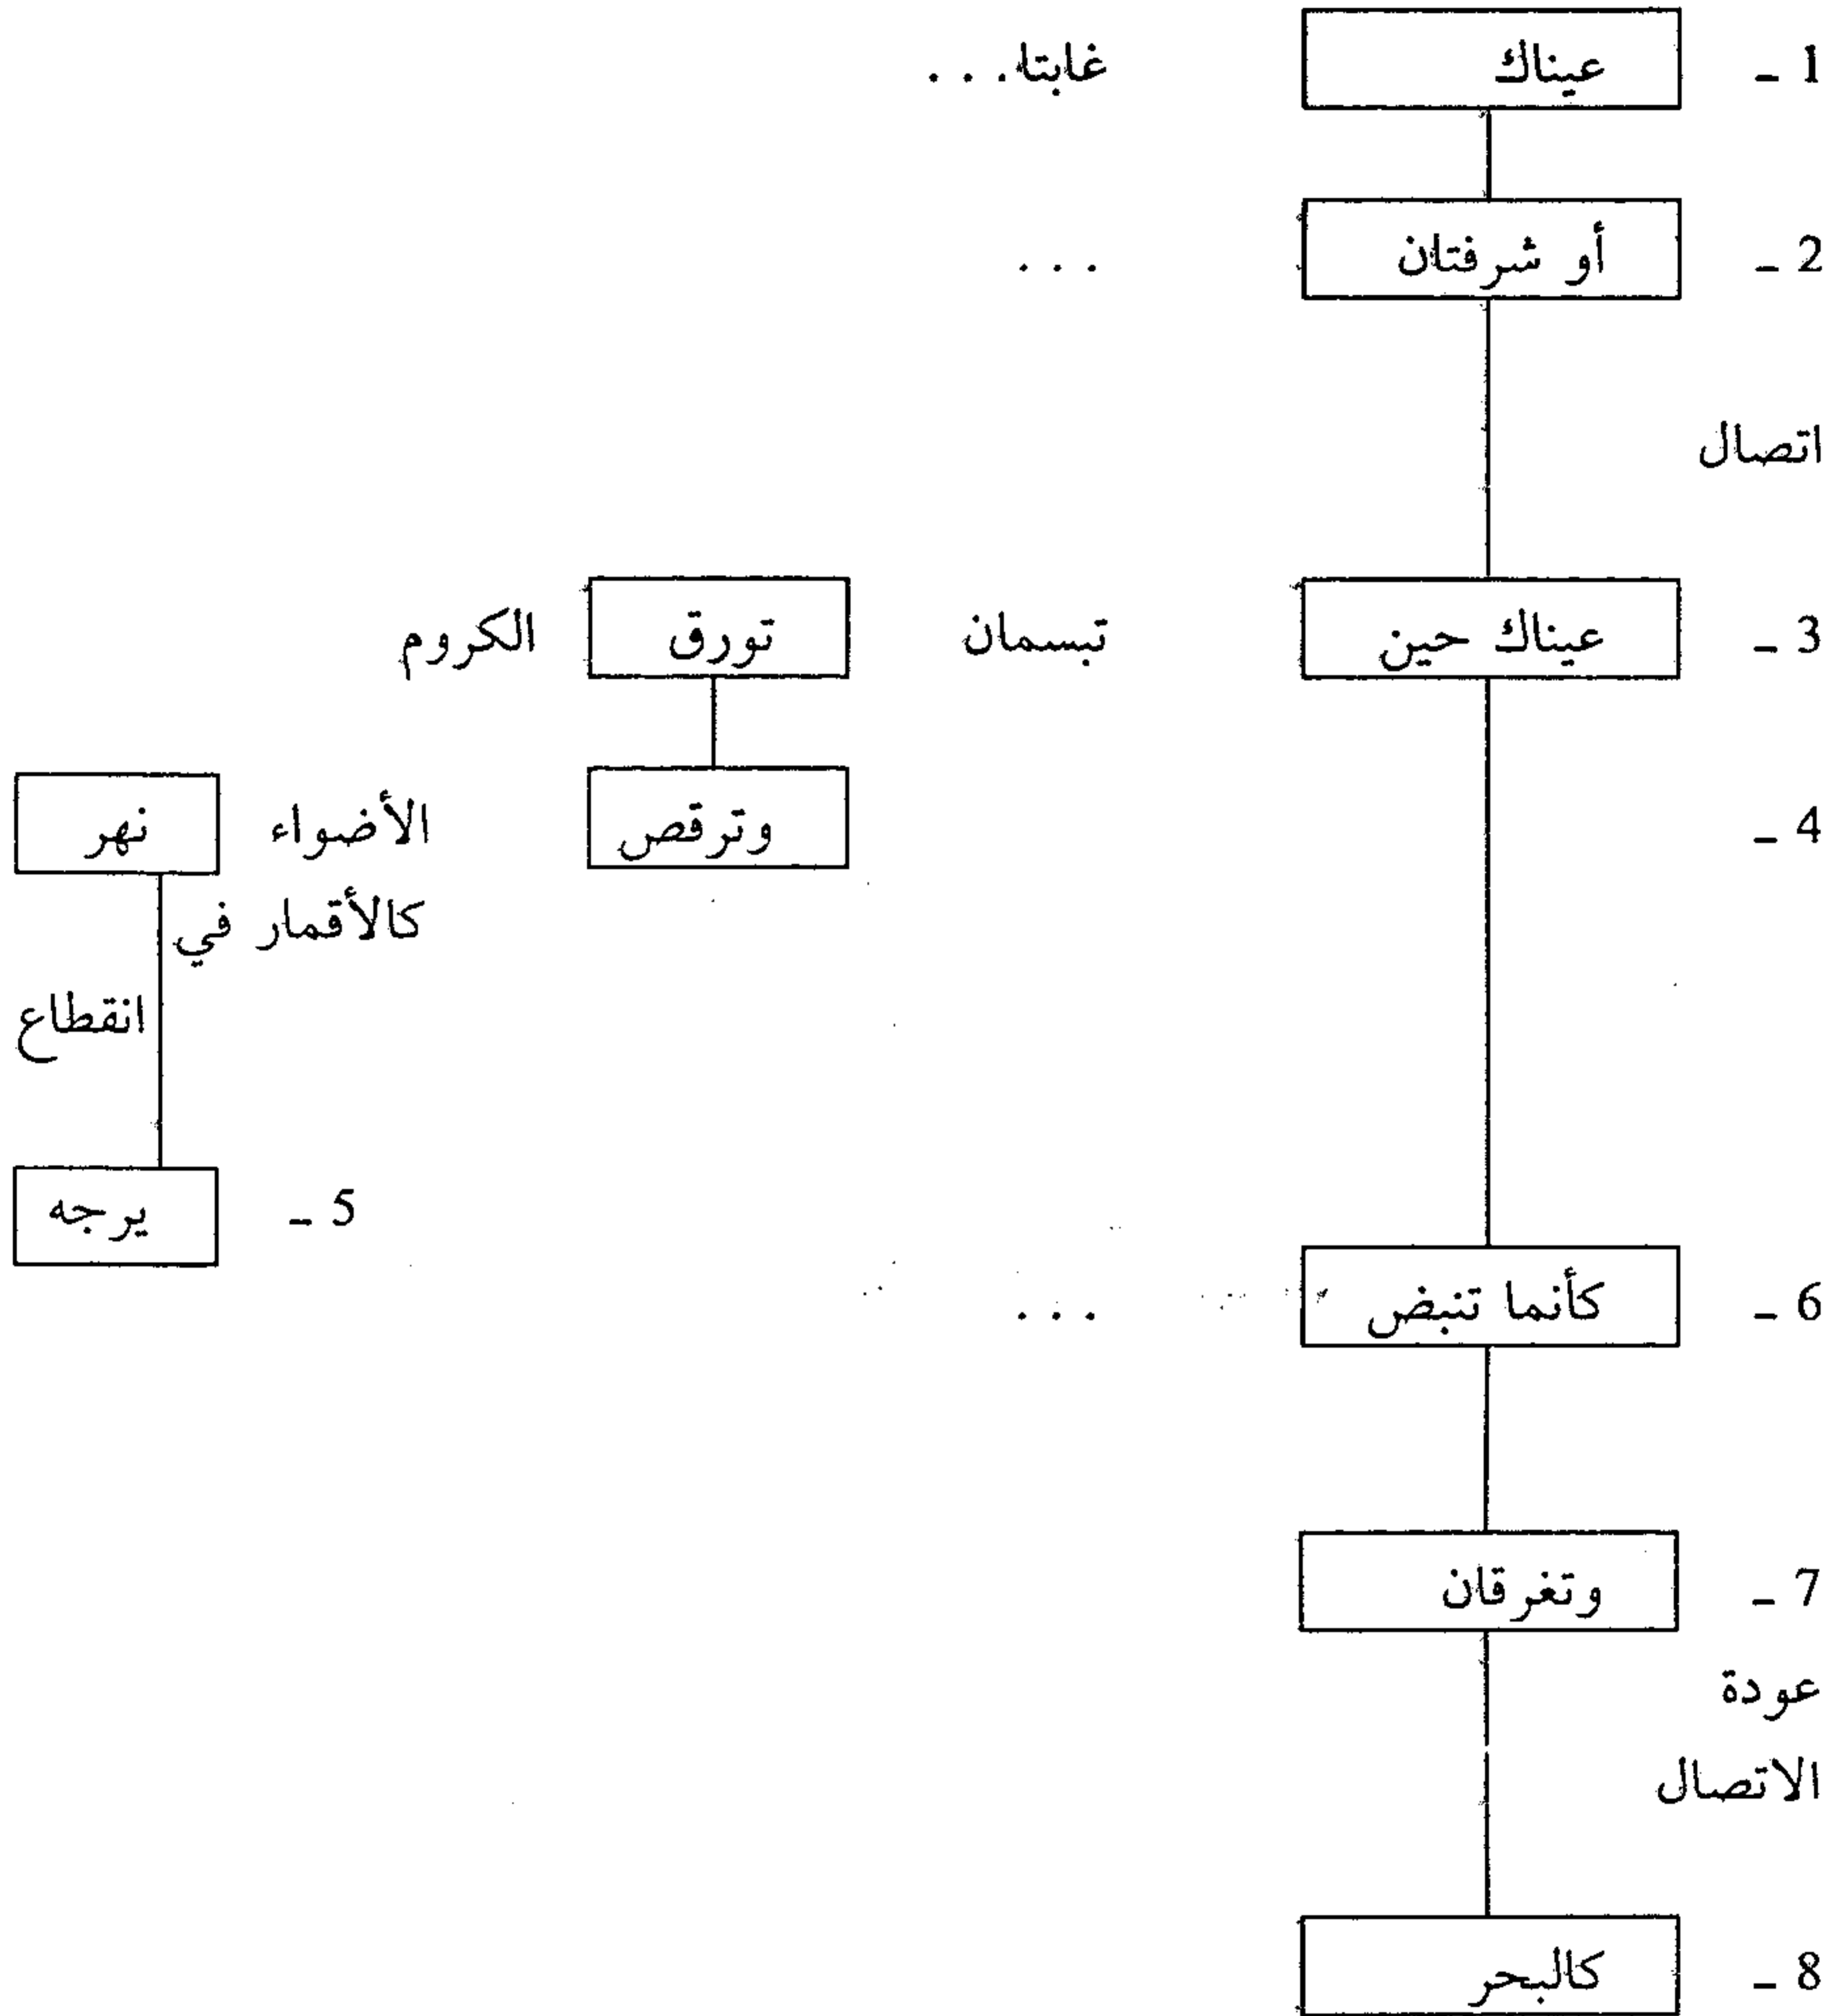 1 - عيناك غابتا...
2 - أو شرفتان ...
اتصال
3 - عيناك حين تبسمان تورق الكروم
4 - وترقص الأضواء نهر
كالأقمار في
انقطاع
5 - يرجه
6 - كأنما تنبض ...
7 - وتغرقان
عودة
الاتصال
8 - كالبحر